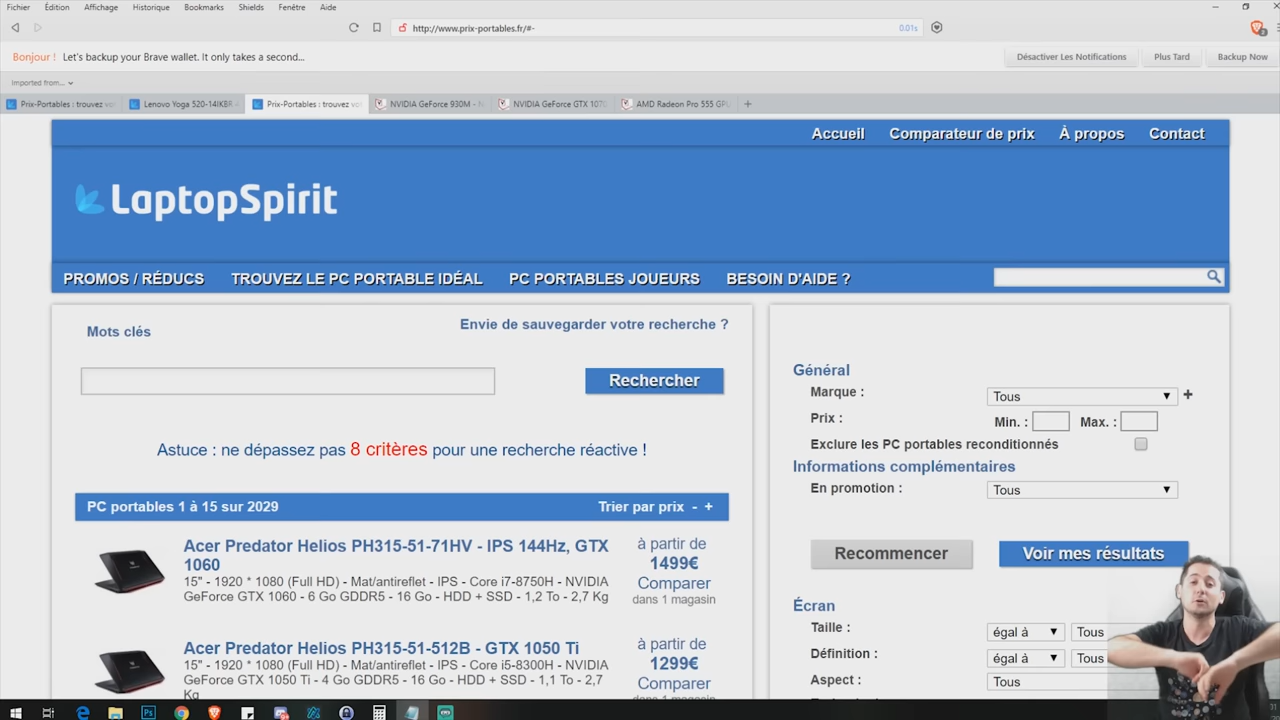 Fichier Édition Affichage Historique Bookmarks Shields Fenêtre Aide
http://www.prix-portables.fr/#- 0.01s
Bonjour ! Let's backup your Brave wallet. It only takes a second... Désactiver Les Notifications Plus Tard Backup Now
Imported from...
Prix-Portables : trouvez vo Lenovo Yoga 520-14IKBR Prix-Portables : trouvez vo NVIDIA GeForce 930M - NVIDIA GeForce GTX 1070 AMD Radeon Pro 555 GPU +
Accueil Comparateur de prix À propos Contact
LaptopSpirit
PROMOS / RÉDUCS TROUVEZ LE PC PORTABLE IDÉAL PC PORTABLES JOUEURS BESOIN D'AIDE ?
Mots clés
Envie de sauvegarder votre recherche ?
Rechercher
Astuce : ne dépassez pas 8 critères pour une recherche réactive !
PC portables 1 à 15 sur 2029 Trier par prix - +
Acer Predator Helios PH315-51-71HV - IPS 144Hz, GTX
1060
15" - 1920 * 1080 (Full HD) - Mat/antireflet - IPS - Core i7-8750H - NVIDIA
GeForce GTX 1060 - 6 Go GDDR5 - 16 Go - HDD + SSD - 1,2 To - 2,7 Kg
à partir de
1499€
Comparer
dans 1 magasin
Acer Predator Helios PH315-51-512B - GTX 1050 Ti
15" - 1920 * 1080 (Full HD) - Mat/antireflet - IPS - Core i5-8300H - NVIDIA
GeForce GTX 1050 Ti - 4 Go GDDR5 - 16 Go - HDD + SSD - 1,1 To - 2,7
Kg
à partir de
1299€
Comparer
dans 1 magasin
Général
Marque : Tous +
Prix : Min. : Max. :
Exclure les PC portables reconditionnés
Informations complémentaires
En promotion : Tous
Recommencer Voir mes résultats
Écran
Taille : égal à Tous
Définition : égal à Tous
Aspect : Tous